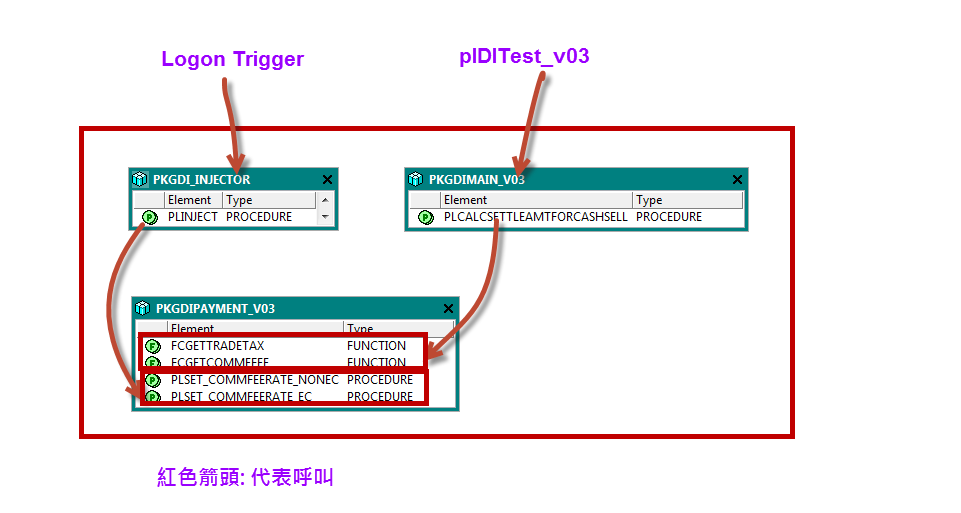 Logon Trigger
plDITest_v03
PKGDI_INJECTOR
Element Type
PLINJECT PROCEDURE
PKGDIMAIN_V03
Element Type
PLCALCSETTLEAMTFORCASHSELL PROCEDURE
PKGDIPAYMENT_V03
Element Type
FCGETTRADETAX FUNCTION
FCGETCOMMFEEE FUNCTION
PLSET_COMMFEERATE_NONEC PROCEDURE
PLSET_COMMFEERATE_EC PROCEDURE
紅色箭頭: 代表呼叫